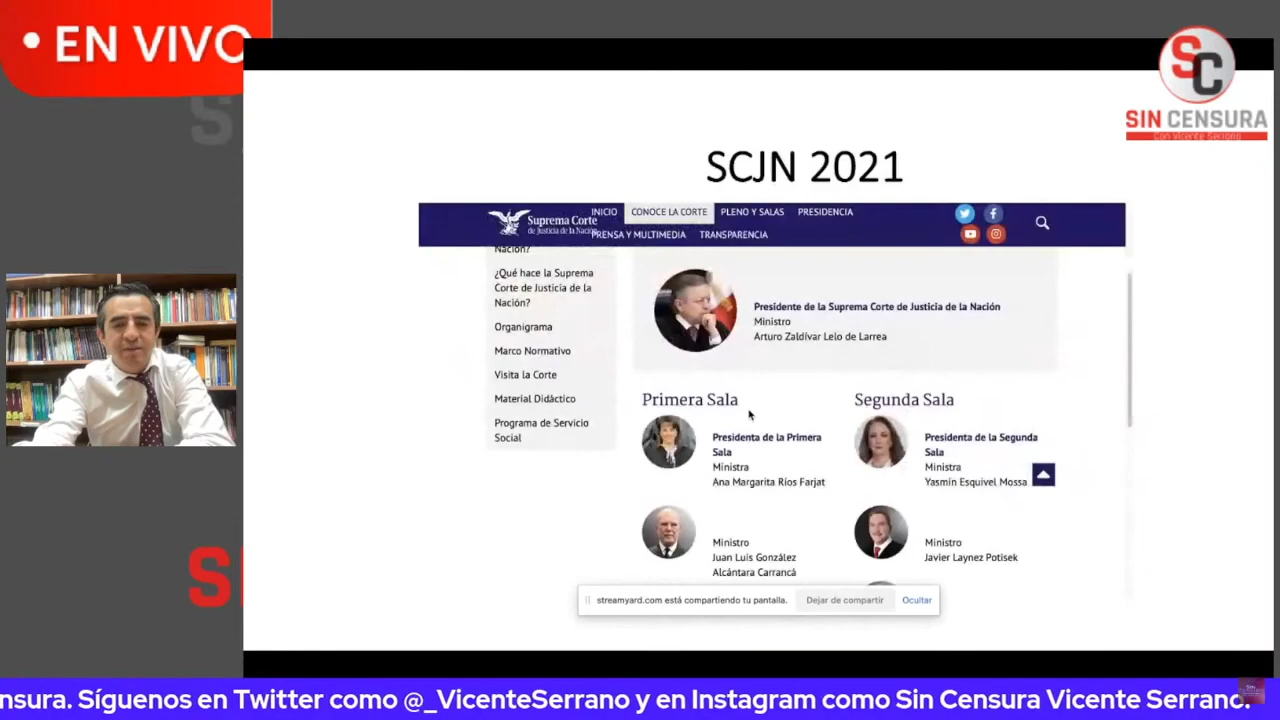 • EN VIVO
SC
SIN CENSURA
Con Vicente Serrano
SCJN 2021
Suprema Corte
de Justicia de la Nación
INICIO
CONOCE LA CORTE
PLENO Y SALAS
PRESIDENCIA
PRENSA Y MULTIMEDIA
TRANSPARENCIA
Nación?
¿Qué hace la Suprema
Corte de Justicia de la
Nación?
Organigrama
Marco Normativo
Visita la Corte
Material Didáctico
Programa de Servicio
Social
Presidente de la Suprema Corte de Justicia de la Nación
Ministro
Arturo Zaldívar Lelo de Larrea
Primera Sala
Presidenta de la Primera
Sala
Ministra
Ana Margarita Ríos Farjat
Ministro
Juan Luis González
Alcántara Carrancá
Segunda Sala
Presidenta de la Segunda
Sala
Ministra
Yasmín Esquivel Mossa
Ministro
Javier Laynez Potisek
streamyard.com está compartiendo tu pantalla.
Dejar de compartir
Ocultar
nsura. Síguenos en Twitter como @_VicenteSerrano y en Instagram como Sin Censura Vicente Serrano.